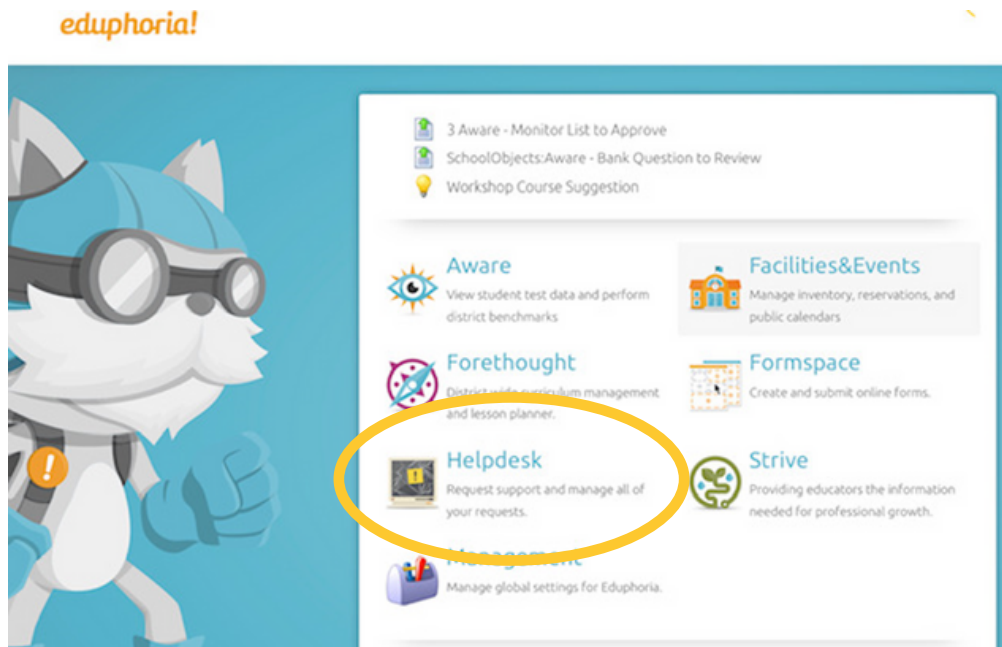 eduphoria!
3 Aware - Monitor List to Approve
SchoolObjects:Aware - Bank Question to Review
Workshop Course Suggestion
Aware
View student test data and perform
district benchmarks
Facilities&Events
Manage inventory, reservations, and
public calendars
Forethought
District wide curriculum management
and lesson planner.
Formspace
Create and submit online forms.
Helpdesk
Request support and manage all of
your requests.
Strive
Providing educators the information
needed for professional growth.
Management
Manage global settings for Eduphoria.